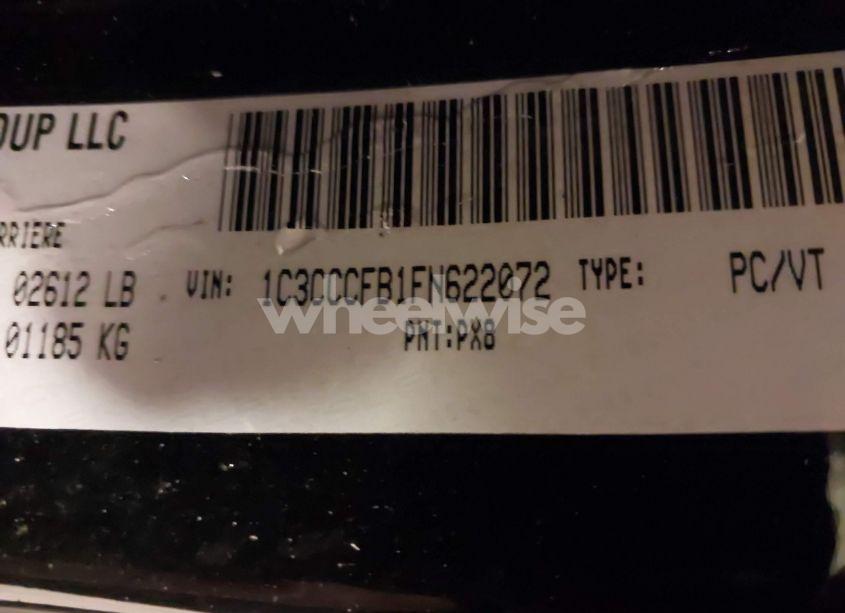 OUP LLC
RRIERE
02612 LB VIN: 1C3CCCFB1FN622072 TYPE: PC/VT
01185 KG PNT:PX8
wheelwise